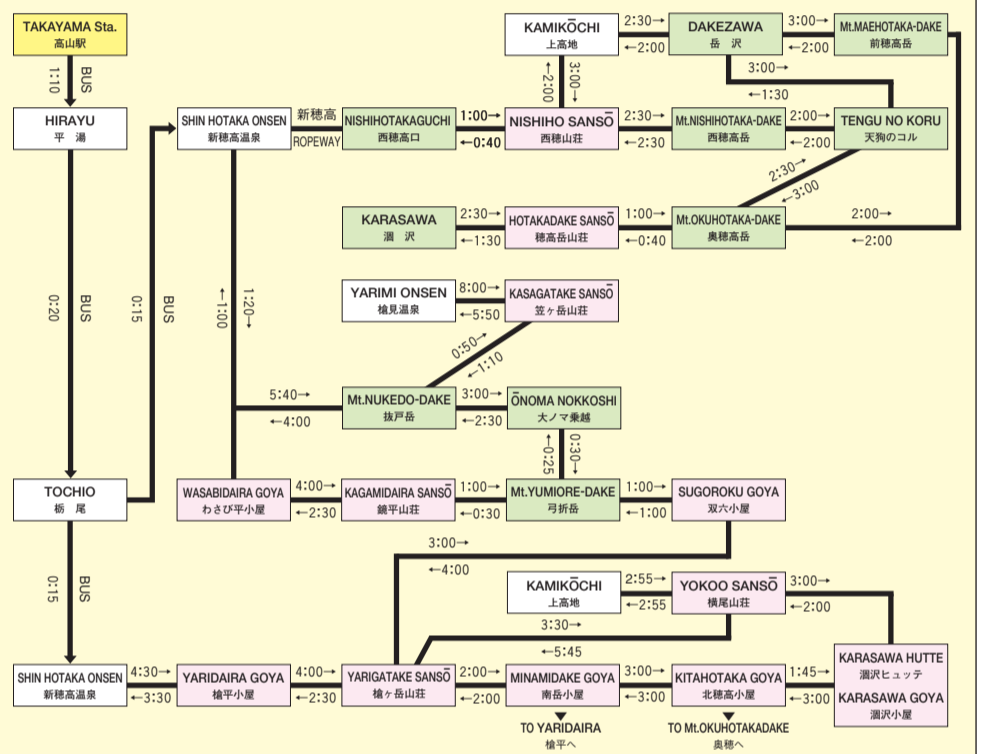 TAKAYAMA Sta.
高山駅
BUS
1:10
HIRAYU
平 湯
BUS
0:20
TOCHIO
栃 尾
BUS
0:15
BUS
0:15
SHIN HOTAKA ONSEN
新穂高温泉
新穂高
ROPEWAY
NISHIHOTAKAGUCHI
西穂高口
1:00→
←0:40
NISHIHO SANSŌ
西穂山荘
KAMIKŌCHI
上高地
3:00→
←2:00
2:30→
←2:00
DAKEZAWA
岳 沢
3:00→
←2:00
Mt.MAEHOTAKA-DAKE
前穂高岳
3:00→
←1:30
2:30→
←2:30
Mt.NISHIHOTAKA-DAKE
西穂高岳
2:00→
←2:00
TENGU NO KORU
天狗のコル
2:30→
←3:00
KARASAWA
涸 沢
2:30→
←1:30
HOTAKADAKE SANSŌ
穂高岳山荘
1:00→
←0:40
Mt.OKUHOTAKA-DAKE
奥穂高岳
2:00→
←2:00
1:20→
←1:00
YARIMI ONSEN
槍見温泉
8:00→
←5:50
KASAGATAKE SANSŌ
笠ヶ岳山荘
0:50→
←1:10
5:40→
←4:00
Mt.NUKEDO-DAKE
抜戸岳
3:00→
←2:30
ŌNOMA NOKKOSHI
大ノマ乗越
0:30→
←0:25
WASABIDAIRA GOYA
わさび平小屋
4:00→
←2:30
KAGAMIDAIRA SANSŌ
鏡平山荘
1:00→
←0:30
Mt.YUMIORE-DAKE
弓折岳
1:00→
←1:00
SUGOROKU GOYA
双六小屋
3:00→
←4:00
KAMIKŌCHI
上高地
2:55→
←2:55
YOKOO SANSŌ
横尾山荘
3:00→
←2:00
3:30→
←5:45
SHIN HOTAKA ONSEN
新穂高温泉
4:30→
←3:30
YARIDAIRA GOYA
槍平小屋
4:00→
←2:30
YARIGATAKE SANSŌ
槍ヶ岳山荘
2:00→
←2:00
MINAMIDAKE GOYA
南岳小屋
3:00→
←3:00
KITAHOTAKA GOYA
北穂高小屋
1:45→
←3:00
KARASAWA HUTTE
涸沢ヒュッテ
KARASAWA GOYA
涸沢小屋
TO YARIDAIRA
槍平へ
TO Mt.OKUHOTAKADAKE
奥穂へ